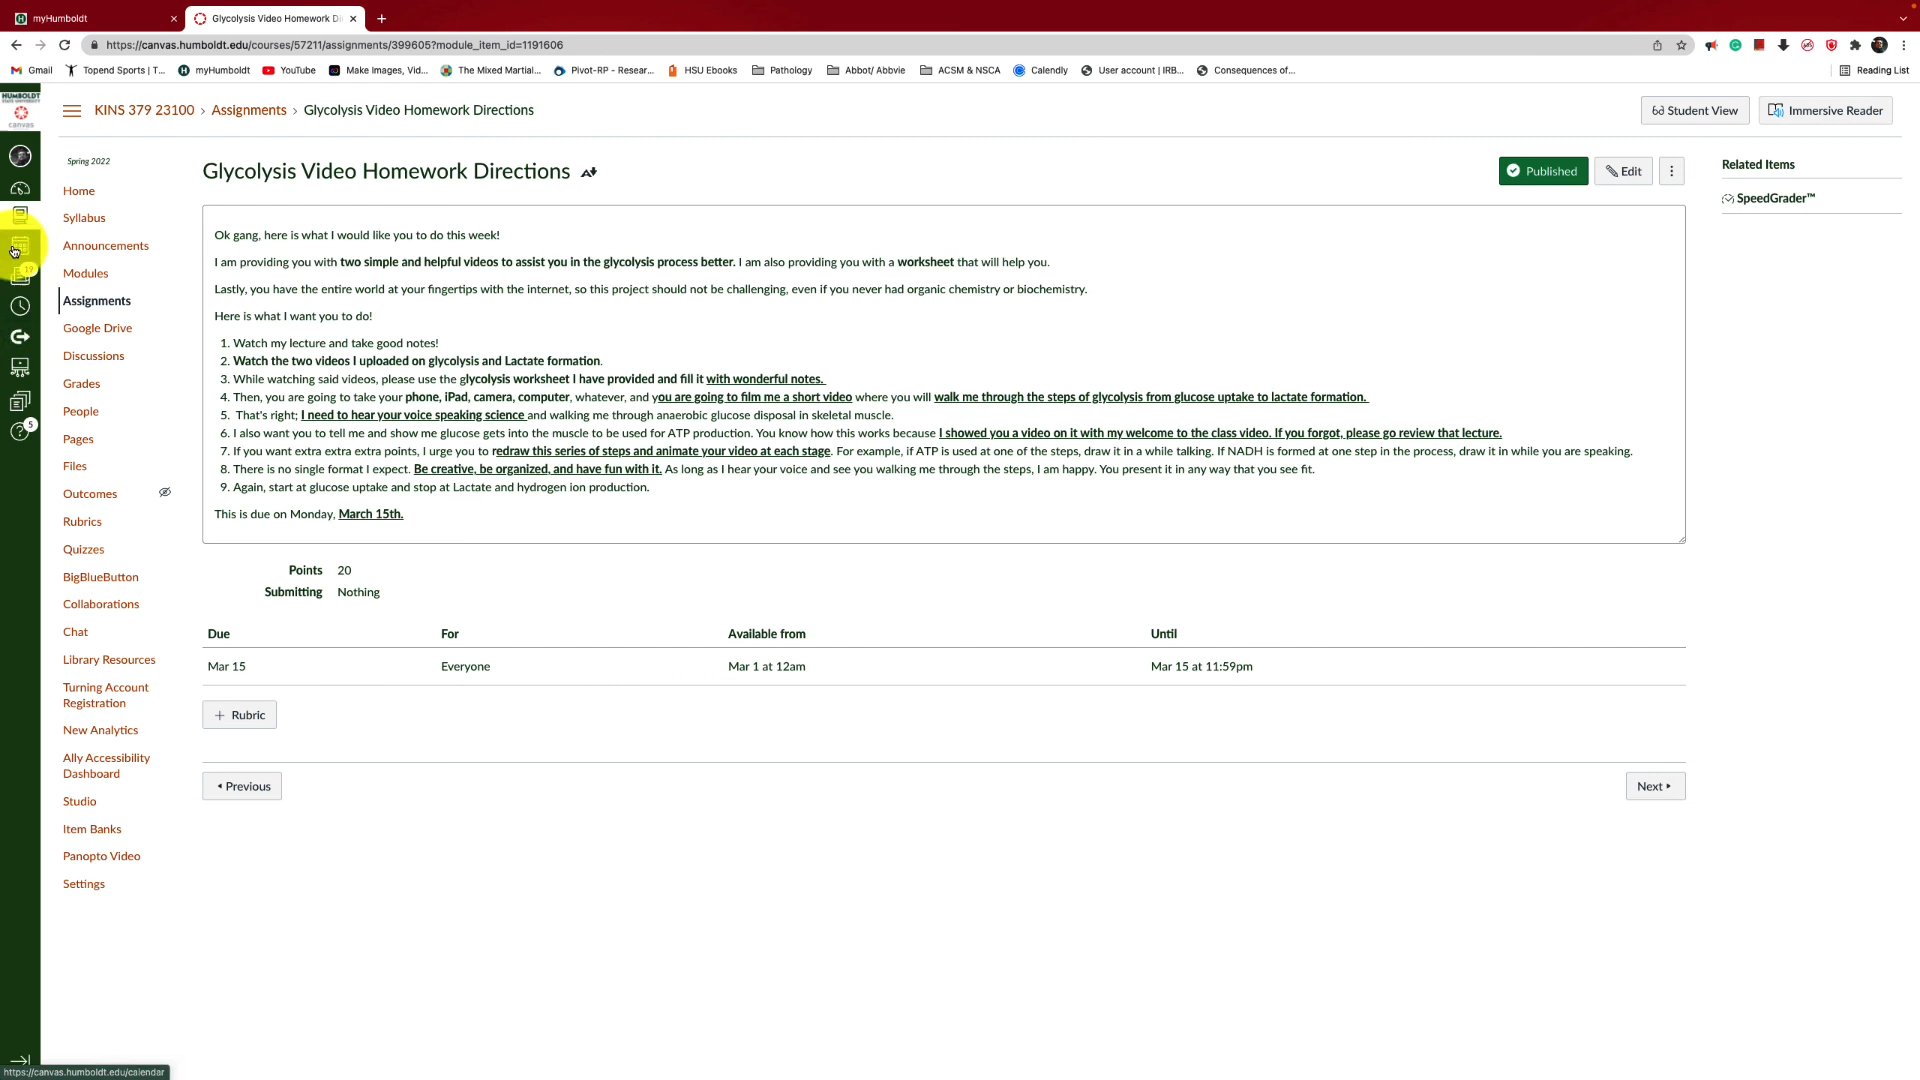 myHumboldt
Glycolysis Video Homework Di
https://canvas.humboldt.edu/courses/57211/assignments/399605?module_item_id=1191606
Gmail
Topend Sports | T...
myHumboldt
YouTube
Make Images, Vid...
The Mixed Martial...
Pivot-RP - Resear...
HSU Ebooks
Pathology
Abbot/ Abbvie
ACSM & NSCA
Calendly
User account | IRB...
Consequences of...
Reading List
HUMBOLDT
canvas
KINS 379 23100 › Assignments › Glycolysis Video Homework Directions
Student View
Immersive Reader
Spring 2022
Home
Syllabus
Announcements
Modules
Assignments
Google Drive
Discussions
Grades
People
Pages
Files
Outcomes
Rubrics
Quizzes
BigBlueButton
Collaborations
Chat
Library Resources
Turning Account
Registration
New Analytics
Ally Accessibility
Dashboard
Studio
Item Banks
Panopto Video
Settings
19
5
Glycolysis Video Homework Directions
Published
Edit
Related Items
SpeedGrader™
Ok gang, here is what I would like you to do this week!
I am providing you with two simple and helpful videos to assist you in the glycolysis process better. I am also providing you with a worksheet that will help you.
Lastly, you have the entire world at your fingertips with the internet, so this project should not be challenging, even if you never had organic chemistry or biochemistry.
Here is what I want you to do!
1. Watch my lecture and take good notes!
2. Watch the two videos I uploaded on glycolysis and Lactate formation.
3. While watching said videos, please use the glycolysis worksheet I have provided and fill it with wonderful notes.
4. Then, you are going to take your phone, iPad, camera, computer, whatever, and you are going to film me a short video where you will walk me through the steps of glycolysis from glucose uptake to lactate formation.
5. That's right; I need to hear your voice speaking science and walking me through anaerobic glucose disposal in skeletal muscle.
6. I also want you to tell me and show me glucose gets into the muscle to be used for ATP production. You know how this works because I showed you a video on it with my welcome to the class video. If you forgot, please go review that lecture.
7. If you want extra extra extra points, I urge you to redraw this series of steps and animate your video at each stage. For example, if ATP is used at one of the steps, draw it in a while talking. If NADH is formed at one step in the process, draw it in while you are speaking.
8. There is no single format I expect. Be creative, be organized, and have fun with it. As long as I hear your voice and see you walking me through the steps, I am happy. You present it in any way that you see fit.
9. Again, start at glucose uptake and stop at Lactate and hydrogen ion production.
This is due on Monday, March 15th.
Points 20
Submitting Nothing
Due For Available from Until
Mar 15 Everyone Mar 1 at 12am Mar 15 at 11:59pm
+ Rubric
Previous
Next
https://canvas.humboldt.edu/calendar